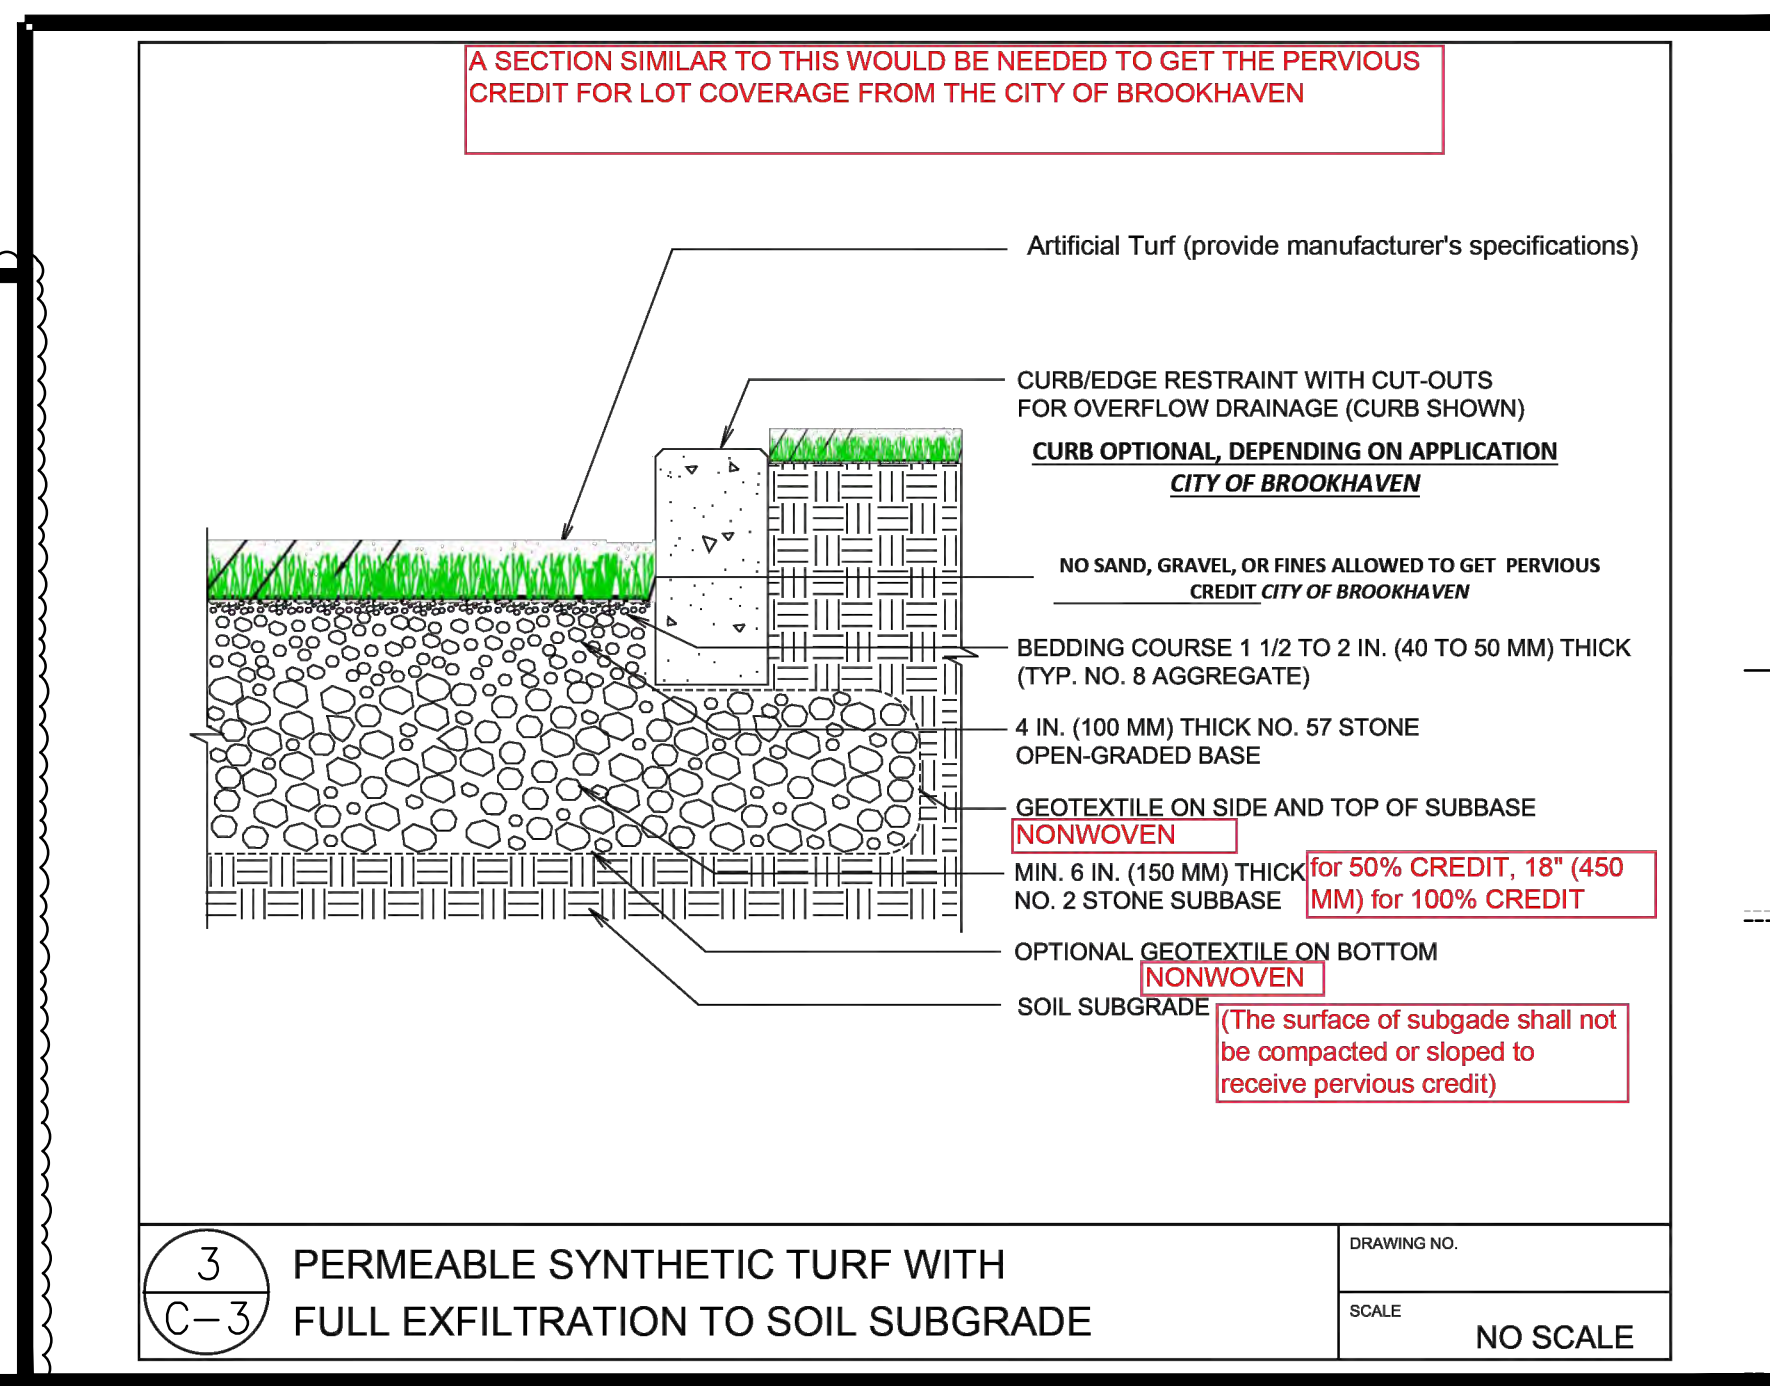 A SECTION SIMILAR TO THIS WOULD BE NEEDED TO GET THE PERVIOUS
CREDIT FOR LOT COVERAGE FROM THE CITY OF BROOKHAVEN
Artificial Turf (provide manufacturer's specifications)
CURB/EDGE RESTRAINT WITH CUT-OUTS
FOR OVERFLOW DRAINAGE (CURB SHOWN)
CURB OPTIONAL, DEPENDING ON APPLICATION
CITY OF BROOKHAVEN
NO SAND, GRAVEL, OR FINES ALLOWED TO GET PERVIOUS
CREDIT CITY OF BROOKHAVEN
BEDDING COURSE 1 1/2 TO 2 IN. (40 TO 50 MM) THICK
(TYP. NO. 8 AGGREGATE)
4 IN. (100 MM) THICK NO. 57 STONE
OPEN-GRADED BASE
GEOTEXTILE ON SIDE AND TOP OF SUBBASE
NONWOVEN
MIN. 6 IN. (150 MM) THICK
NO. 2 STONE SUBBASE
for 50% CREDIT, 18" (450
MM) for 100% CREDIT
OPTIONAL GEOTEXTILE ON BOTTOM
NONWOVEN
SOIL SUBGRADE
(The surface of subgade shall not
be compacted or sloped to
receive pervious credit)
3
C-3
PERMEABLE SYNTHETIC TURF WITH
FULL EXFILTRATION TO SOIL SUBGRADE
DRAWING NO.
SCALE
NO SCALE